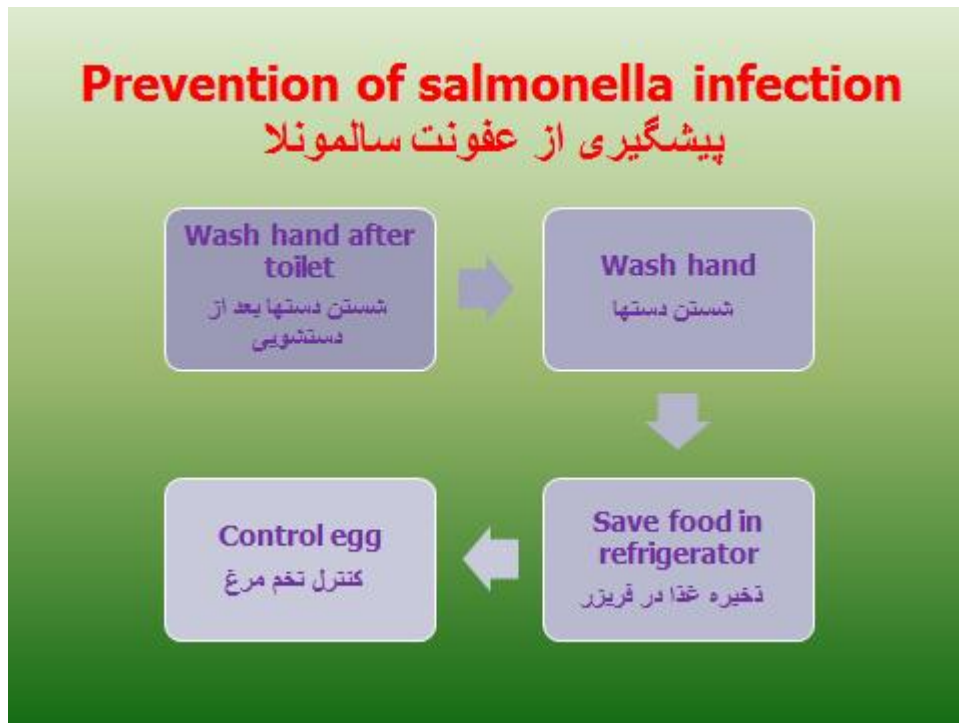 Prevention of salmonella infection
پیشگیری از عفونت سالمونلا
Wash hand after
toilet
شستن دستها بعد از
دستشویی
Wash hand
شستن دستها
Save food in
refrigerator
ذخیره غذا در فریزر
Control egg
کنترل تخم مرغ